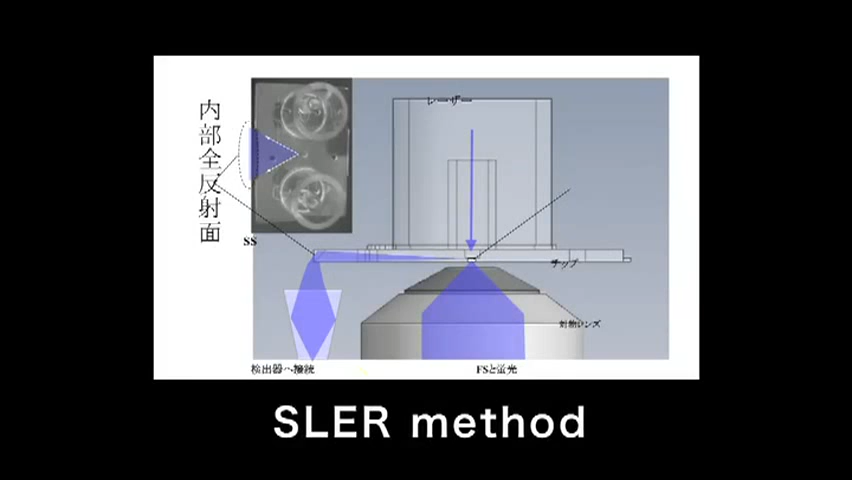 レーザー
内部全反射面
SS
チップ
対物レンズ
検出器へ接続
FSと蛍光
SLER method